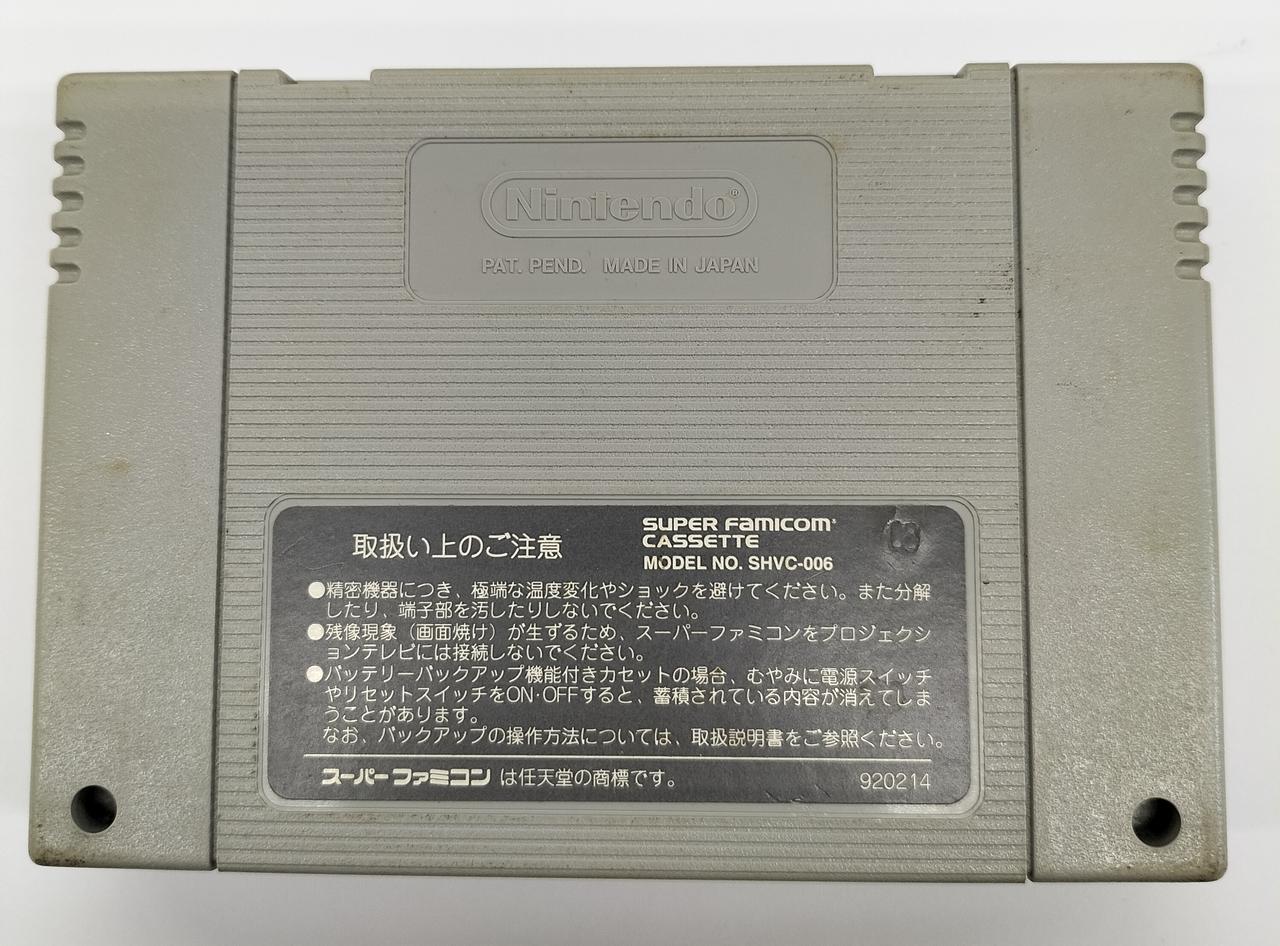 Nintendo®
PAT. PEND. MADE IN JAPAN
取扱い上のご注意
SUPER FAMICOM
CASSETTE
MODEL NO. SHVC-006
●精密機器につき、極端な温度変化やショックを避けてください。また分解
したり、端子部を汚したりしないでください。
●残像現象（画面焼け）が生ずるため、スーパーファミコンをプロジェクシ
ョンテレビには接続しないでください。
●バッテリーバックアップ機能付きカセットの場合、むやみに電源スイッチ
やリセットスイッチをON・OFFすると、蓄積されている内容が消えてしま
うことがあります。
なお、バックアップの操作方法については、取扱説明書をご参照ください。
スーパーファミコン は任天堂の商標です。
920214